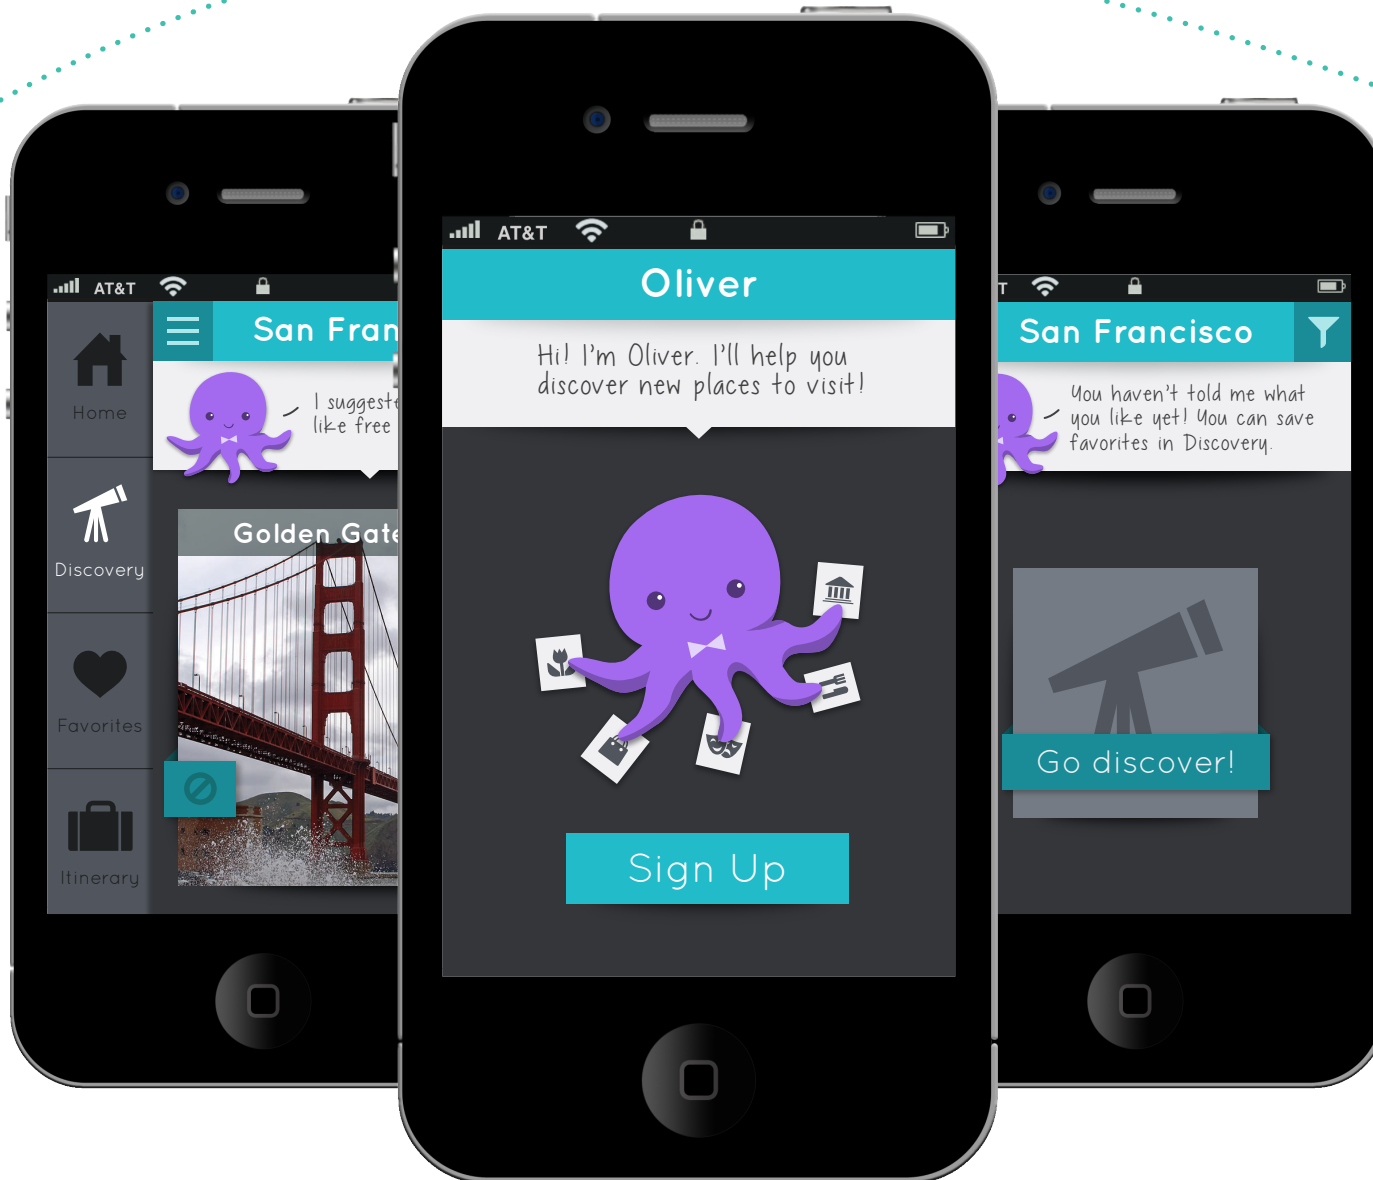 AT&T
Home
Discovery
Favorites
Itinerary
San Fran
I
like free
Golden
AT&T
Oliver
Hi! I'm Oliver. I'll help you
discover new places to visit!
Sign Up
T
San Francisco
You haven't told me what
you like yet! You can save
favorites in Discovery.
Go discover!